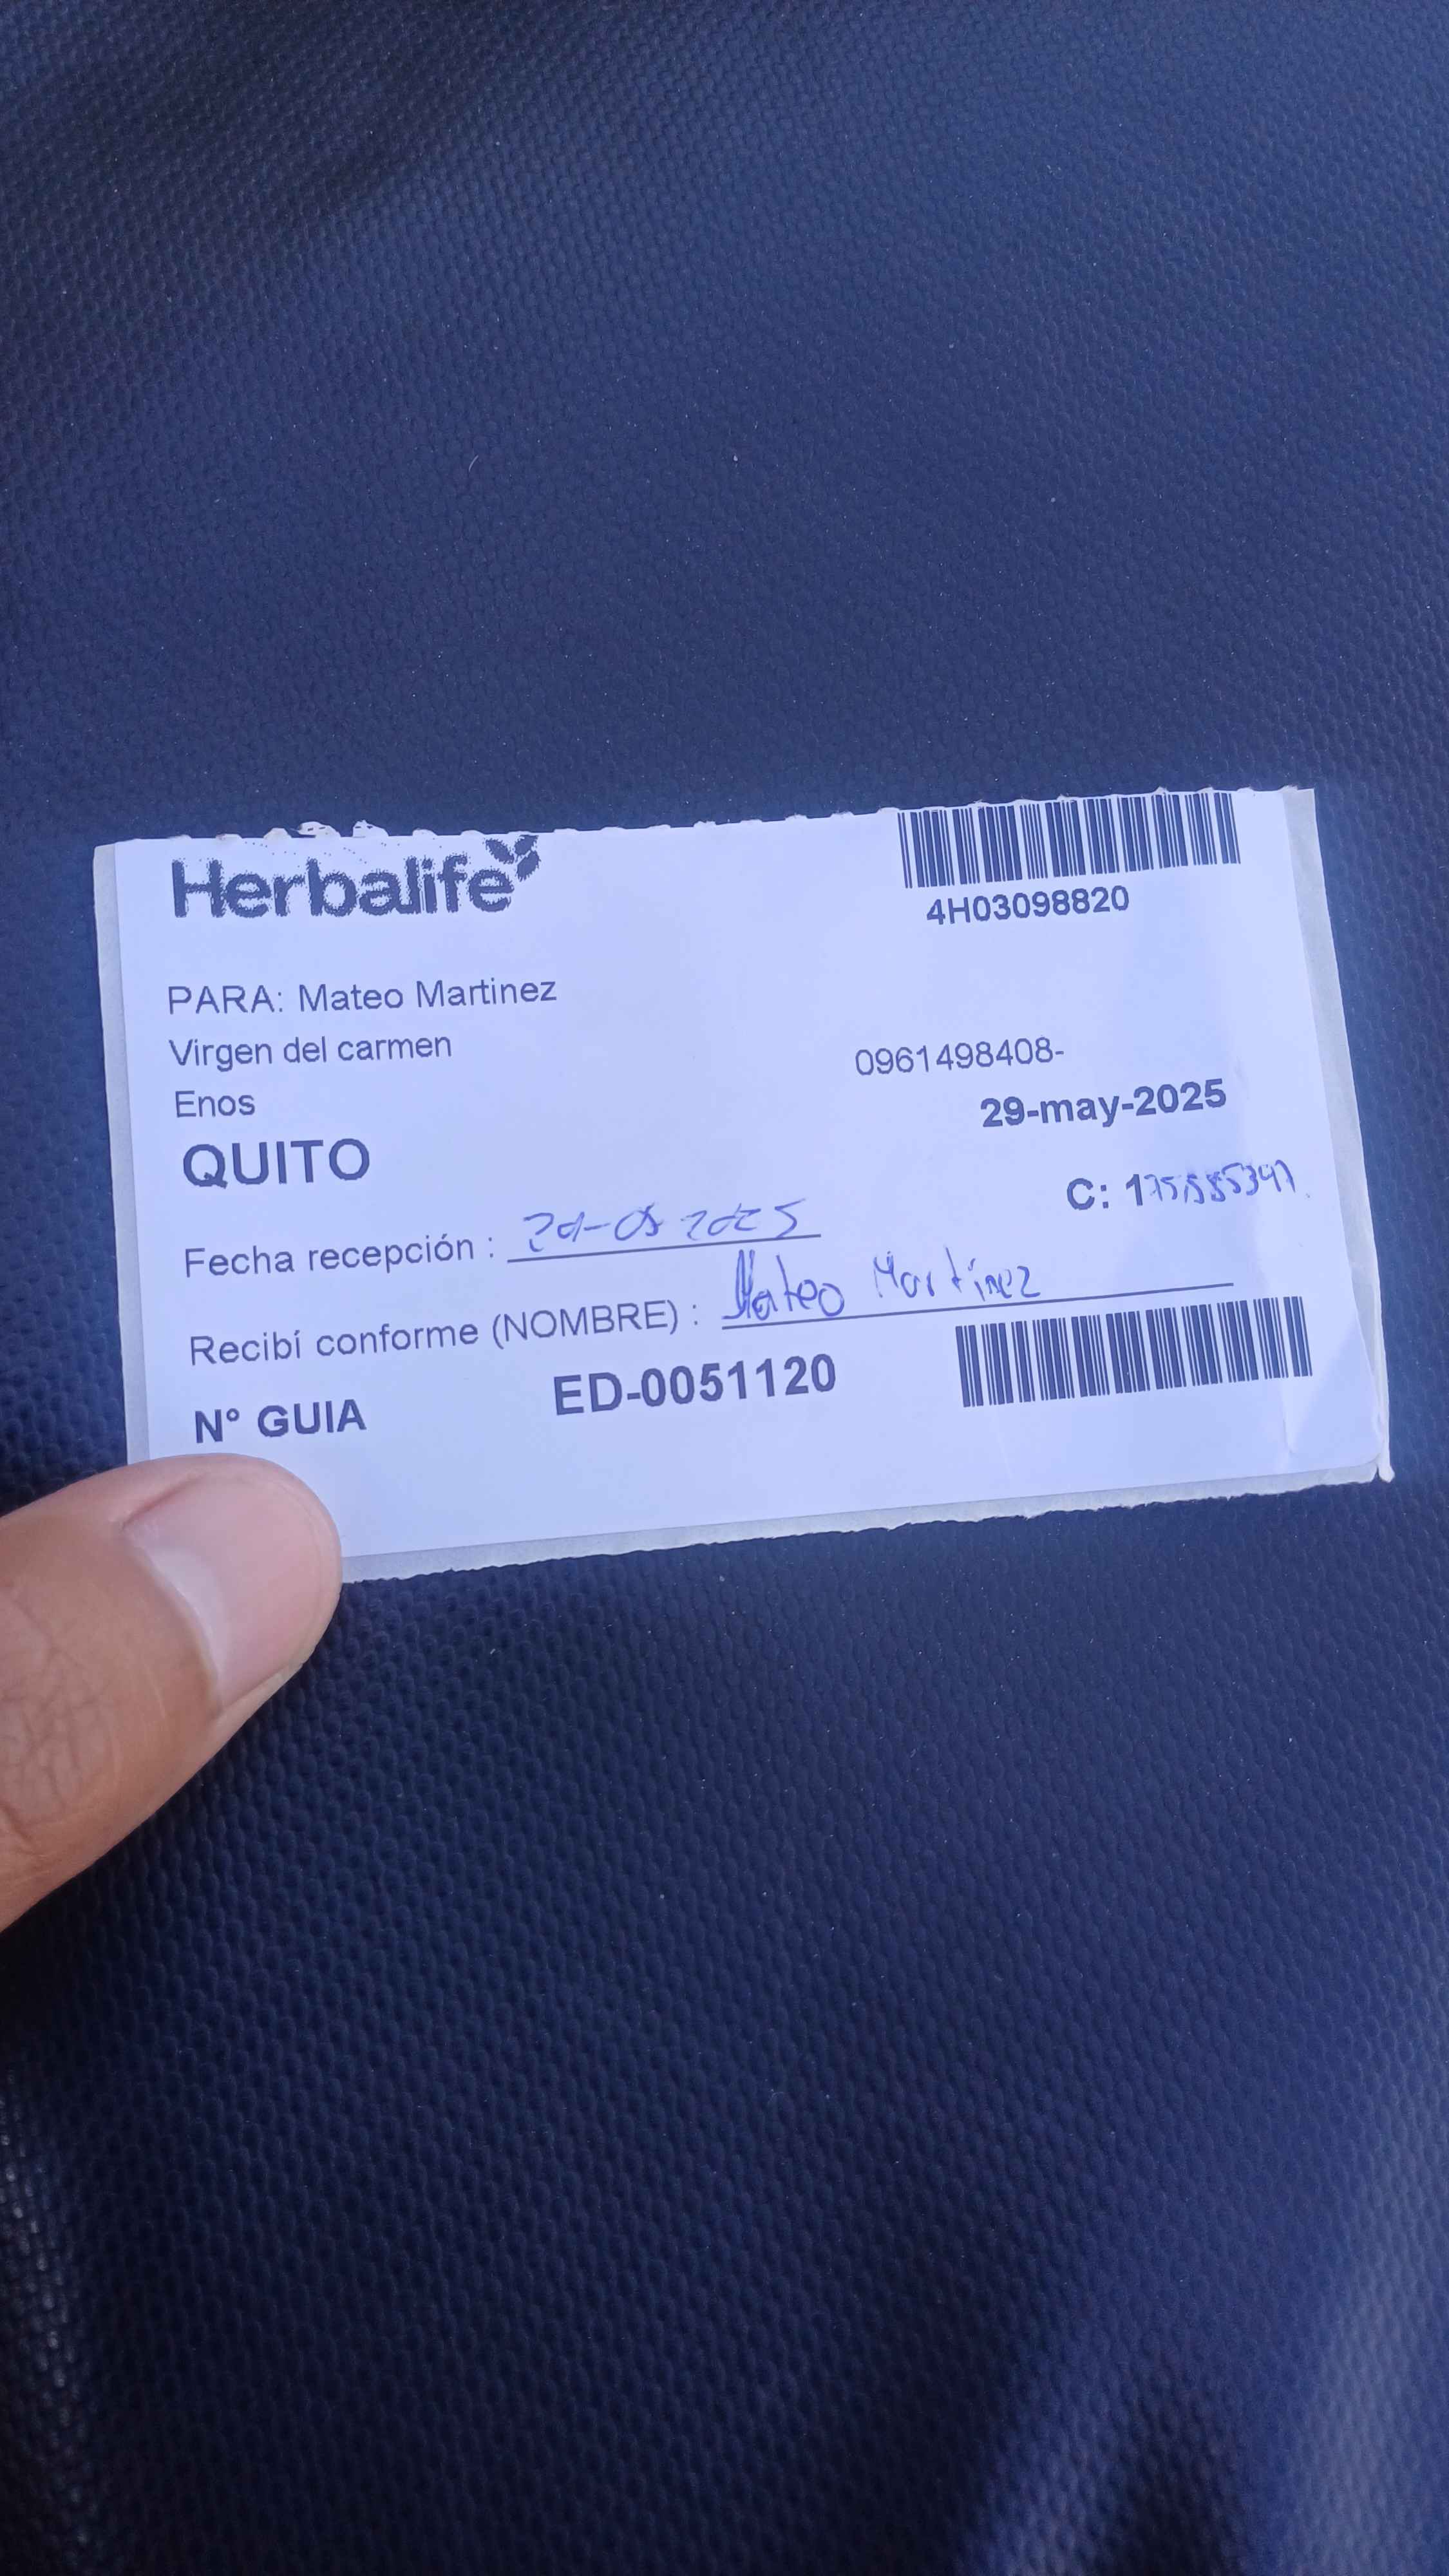 Herbalife
4H03098820
PARA: Mateo Martinez
Virgen del carmen
0961498408-
Enos
29-may-2025
QUITO
C: 1
Fecha recepción :
Recibí conforme (NOMBRE) : Mateo Martinez
N° GUIA ED-0051120